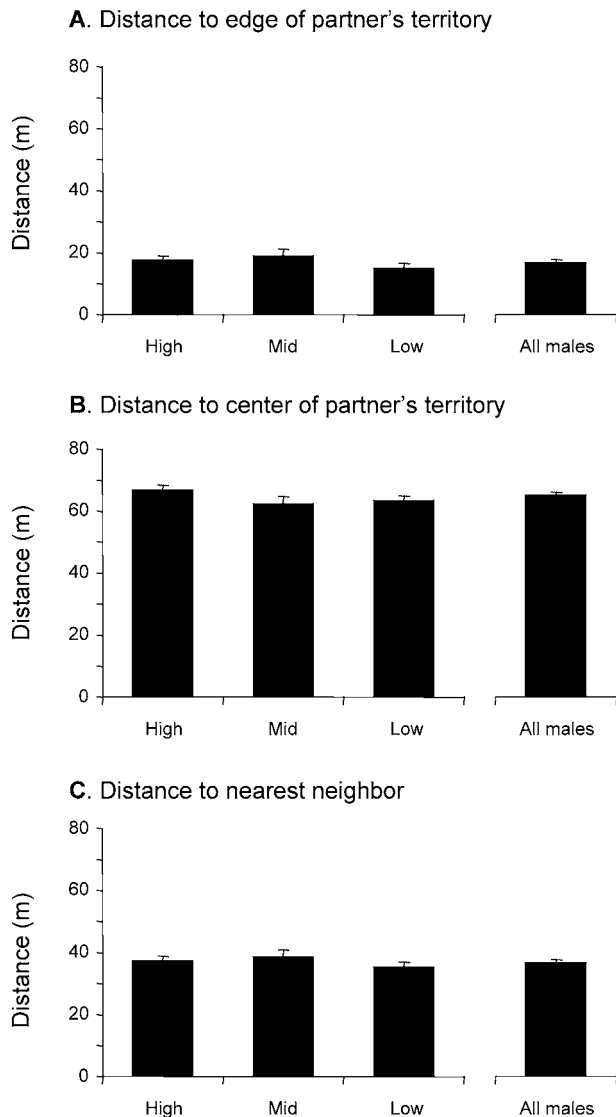 A. Distance to edge of partner's territory
Distance (m)
80
60
40
20
0
High Mid Low All males
B. Distance to center of partner's territory
Distance (m)
80
60
40
20
0
High Mid Low All males
C. Distance to nearest neighbor
Distance (m)
80
60
40
20
0
High Mid Low All males